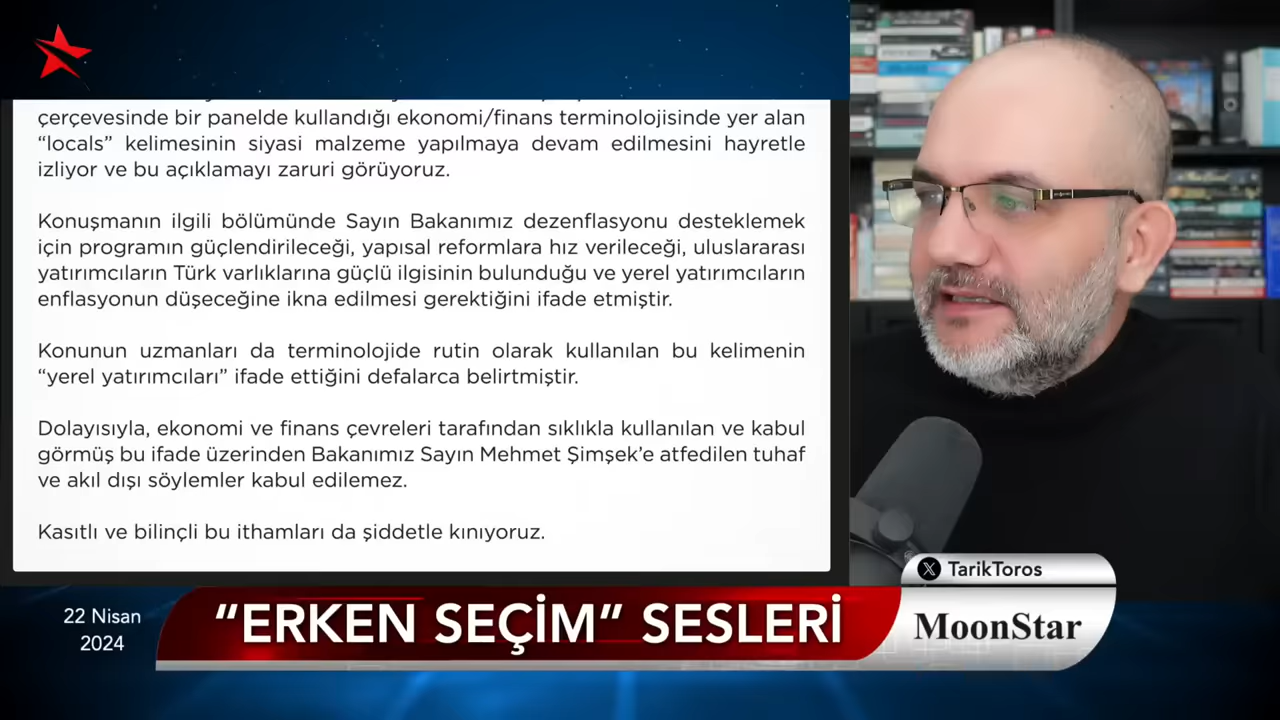 çerçevesinde bir panelde kullandığı ekonomi/finans terminolojisinde yer alan
“locals” kelimesinin siyasi malzeme yapılmaya devam edilmesini hayretle
izliyor ve bu açıklamayı zaruri görüyoruz.
Konuşmanın ilgili bölümünde Sayın Bakanımız dezenflasyonu desteklemek
için programın güçlendirileceği, yapısal reformlara hız verileceği, uluslararası
yatırımcıların Türk varlıklarına güçlü ilgisinin bulunduğu ve yerel yatırımcıların
enflasyonun düşeceğine ikna edilmesi gerektiğini ifade etmiştir.
Konunun uzmanları da terminolojide rutin olarak kullanılan bu kelimenin
“yerel yatırımcıları” ifade ettiğini defalarca belirtmiştir.
Dolayısıyla, ekonomi ve finans çevreleri tarafından sıklıkla kullanılan ve kabul
görmüş bu ifade üzerinden Bakanımız Sayın Mehmet Şimşek’e atfedilen tuhaf
ve akıl dışı söylemler kabul edilemez.
Kasıtlı ve bilinçli bu ithamları da şiddetle kınıyoruz.
X TarikToros
22 Nisan
2024
“ERKEN SEÇİM” SESLERİ
MoonStar